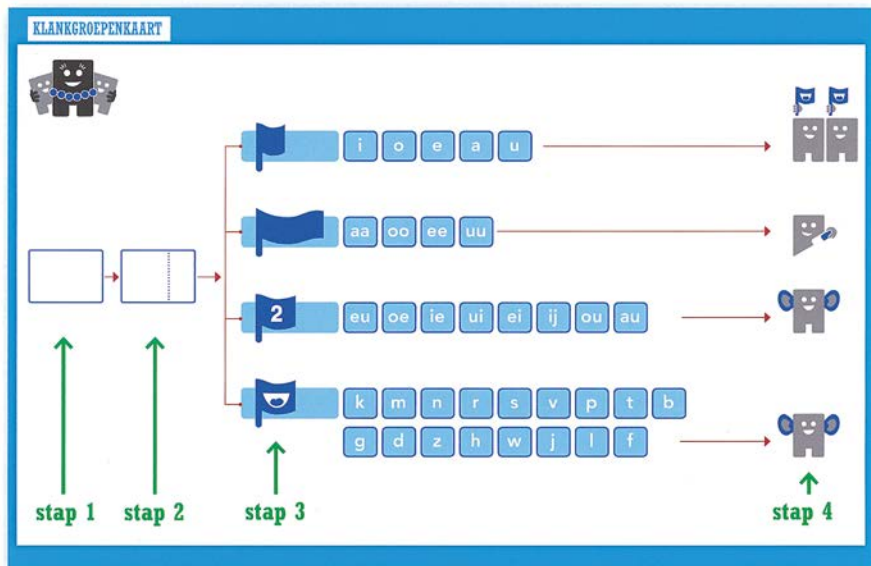 KLANKGROEPENKAART
i o e a u
aa oo ee uu
2 eu oe ie ui ei ij ou au
k m n r s v p t b
g d z h w j l f
stap 1 stap 2 stap 3 stap 4